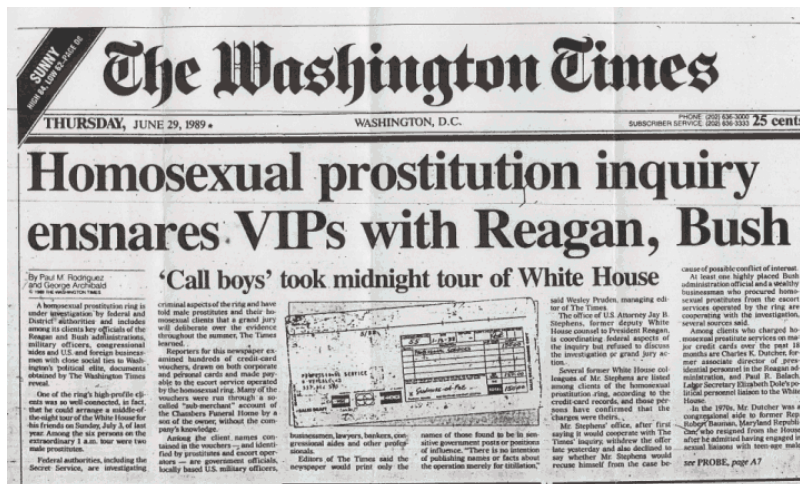 SUNNY
HIGH 84, LOW 62-PAGE D8
The Washington Times
THURSDAY, JUNE 29, 1989
WASHINGTON, D.C.
PHONE (202) 636-3000
SUBSCRIBER SERVICE (202) 636-3333
25 cents
Homosexual prostitution inquiry
ensnares VIPs with Reagan, Bush
'Call boys' took midnight tour of White House
By Paul M. Rodriguez
and George Archibald
THE WASHINGTON TIMES
A homosexual prostitution ring is
under investigation by federal and
District authorities and includes
among its clients key officials of the
Reagan and Bush administrations,
military officers, congressional
aides and U.S. and foreign business-
men with close social ties to Wash-
ington's political elite, documents
obtained by The Washington Times
reveal.
One of the ring's high-profile cli-
ents was so well-connected, in fact,
that he could arrange a middle-of-
the-night tour of the White House for
his friends on Sunday, July 3, of last
year. Among the six persons on the
extraordinary 1 a.m. tour were two
male prostitutes.
Federal authorities, including the
Secret Service, are investigating
criminal aspects of the ring and have
told male prostitutes and their ho-
mosexual clients that a grand jury
will deliberate over the evidence
throughout the summer, The Times
learned.
Reporters for this newspaper ex-
amined hundreds of credit-card
vouchers, drawn on both corporate
and personal cards and made pay-
able to the escort service operated
by the homosexual ring. Many of the
vouchers were run through a so-
called "sub-merchant" account of
the Chambers Funeral Home by a
son of the owner, without the com-
pany's knowledge.
Among the client names con-
tained in the vouchers — and identi-
fied by prostitutes and escort oper-
ators — are government officials,
locally based U.S. military officers,
businessmen, lawyers, bankers, con-
gressional aides and other profes-
sionals.
Editors of The Times said the
newspaper would print only the
names of those found to be in sen-
sitive government posts or positions
of influence. "There is no intention
of publishing names or facts about
the operation merely for titillation,"
said Wesley Pruden, managing edi-
tor of The Times.
The office of U.S. Attorney Jay B.
Stephens, former deputy White
House counsel to President Reagan,
is coordinating federal aspects of
the inquiry but refused to discuss
the investigation or grand jury ac-
tion.
Several former White House col-
leagues of Mr. Stephens are listed
among clients of the homosexual
prostitution ring, according to the
credit card records, and those per-
sons have confirmed that the
charges were theirs.
Mr. Stephens' office, after first
saying it would cooperate with The
Times' inquiry, withdrew the offer
late yesterday and also declined to
say whether Mr. Stephens would
recuse himself from the case be-
cause of possible conflict of interest.
At least one highly placed Bush
administration official and a wealthy
businessman who procured homo-
sexual prostitutes from the escort
services operated by the ring are
cooperating with the investigation,
several sources said.
Among clients who charged ho-
mosexual prostitute services on ma-
jor credit cards over the past 18
months are Charles K. Dutcher, for-
mer associate director of presi-
dential personnel in the Reagan ad-
ministration, and Paul R. Balach,
Labor Secretary Elizabeth Dole's po-
litical personnel liaison to the White
House.
In the 1970s, Mr. Dutcher was a
congressional aide to former Rep.
Robert Bauman, Maryland Republi-
can, who resigned from the House
after he admitted having engaged in
sexual liaisons with teen-age male
see PROBE, page A7